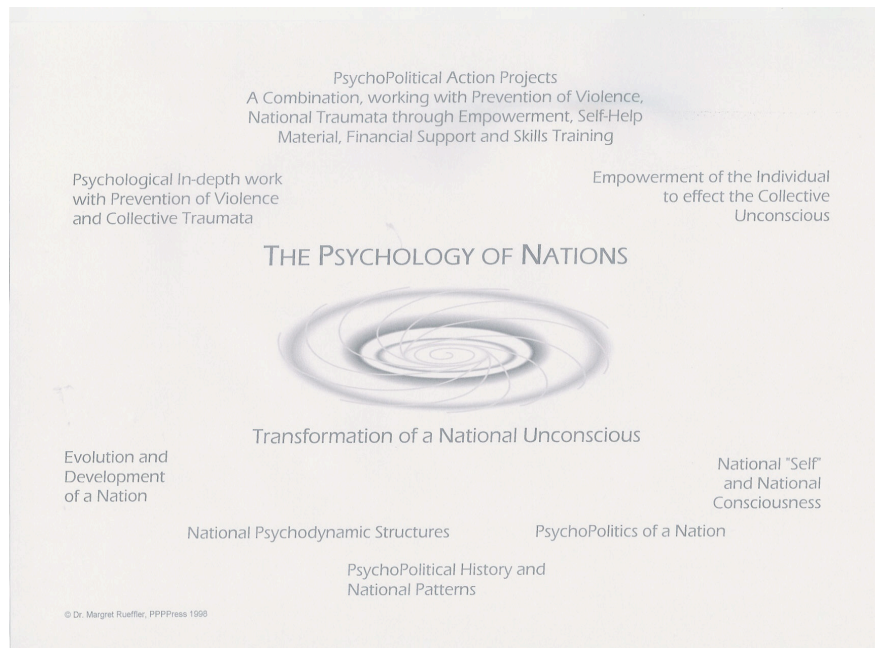 PsychoPolitical Action Projects
A Combination, working with Prevention of Violence,
National Traumata through Empowerment, Self-Help
Material, Financial Support and Skills Training
Psychological In-depth work
with Prevention of Violence
and Collective Traumata
Empowerment of the Individual
to effect the Collective
Unconscious
THE PSYCHOLOGY OF NATIONS
Transformation of a National Unconscious
Evolution and
Development
of a Nation
National "Self"
and National
Consciousness
National Psychodynamic Structures
PsychoPolitics of a Nation
PsychoPolitical History and
National Patterns
© Dr. Margret Rueffler, PPPPress 1998